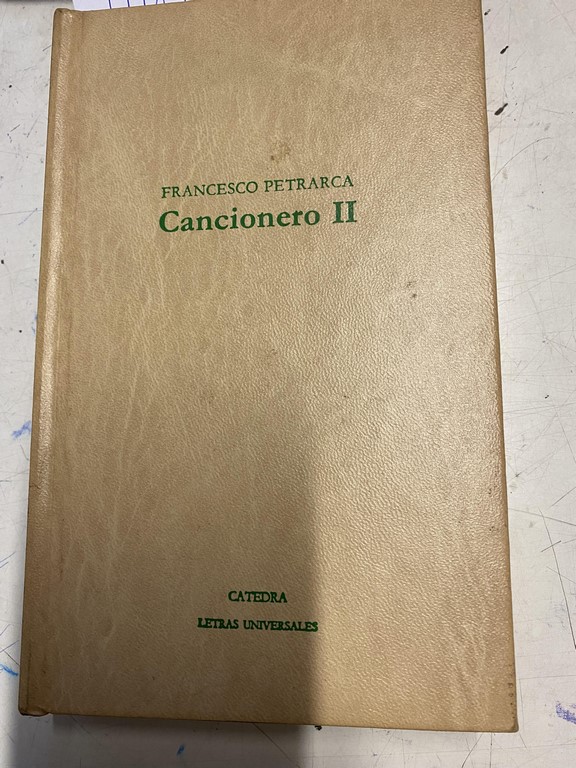 FRANCESCO PETRARCA
Cancionero II
CATEDRA
LETRAS UNIVERSALES